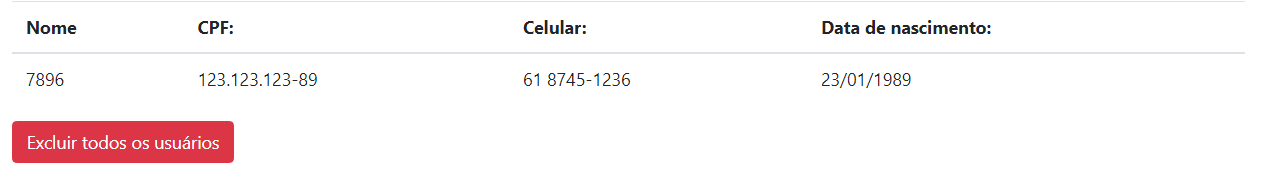 Nome CPF: Celular: Data de nascimento:
7896 123.123.123-89 61 8745-1236 23/01/1989
Excluir todos os usuários